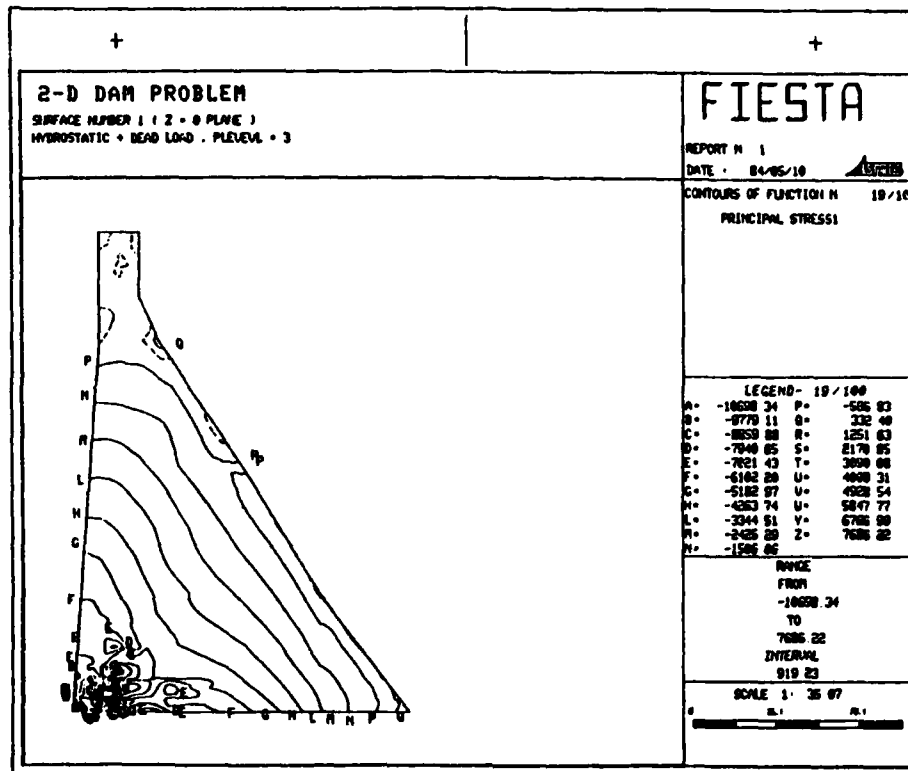 2-D DAM PROBLEM
SURFACE NUMBER 1 ( Z = 0 PLANE )
HYDROSTATIC + DEAD LOAD . PLEVEVL = 3
FIESTA
REPORT N 1
DATE · 84/05/10
CONTOURS OF FUNCTION N 19/10
PRINCIPAL STRESS1
LEGEND- 19/100
A= -10698 34 P= -586 83
B= -9779 11 Q= 332 40
C= -8859 88 R= 1251 63
D= -7940 65 S= 2170 85
E= -7021 43 T= 3090 08
F= -6102 20 U= 4009 31
G= -5182 97 V= 4928 54
H= -4263 74 W= 5847 77
L= -3344 51 Y= 6766 99
M= -2425 29 Z= 7686 22
N= -1506 06
RANGE
FROM
-10698.34
TO
7686.22
INTERVAL
919 23
SCALE 1· 35 07
0
Q
P
N
M
L
H
G
F
E
E
F G H L M N P Q